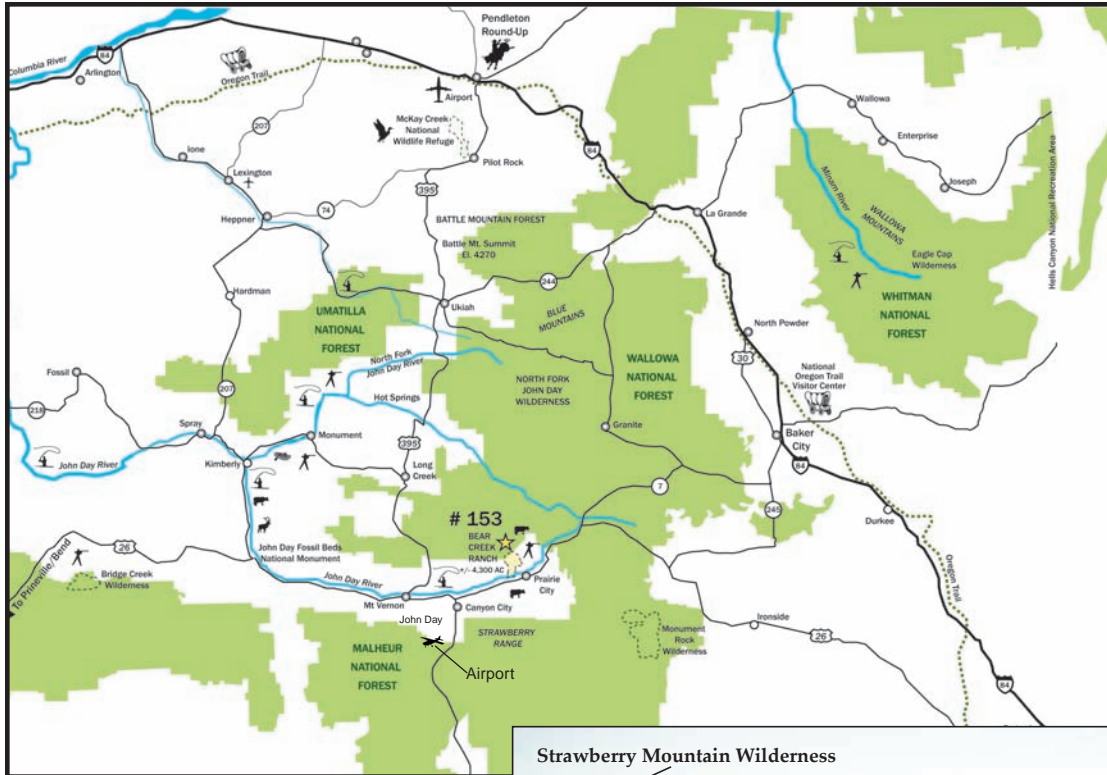 Pendleton
Round-Up
Columbia River
84
Arlington
Oregon Trail
Airport
207
McKay Creek
National
Wildlife Refuge
Ione
Pilot Rock
84
Wallowa
Enterprise
Joseph
Lexington
395
Heppner
74
BATTLE MOUNTAIN FOREST
Battle Mt. Summit
El. 4270
La Grande
Minam River
WALLOWA
MOUNTAINS
Eagle Cap
Wilderness
Hells Canyon National Recreation Area
Hardman
244
Ukiah
UMATILLA
NATIONAL
FOREST
BLUE
MOUNTAINS
WHITMAN
NATIONAL
FOREST
North Powder
30
National
Oregon Trail
Visitor Center
North Fork
John Day River
WALLOWA
NATIONAL
FOREST
NORTH FORK
JOHN DAY
WILDERNESS
Hot Springs
Fossil
207
218
Spray
Monument
395
Granite
Baker
City
84
John Day River
Kimberly
Long
Creek
7
245
Durkee
# 153
BEAR
CREEK
RANCH
+/- 4,300 AC
To Prineville/Bend
26
Bridge Creek
Wilderness
John Day Fossil Beds
National Monument
John Day River
Prairie
City
Mt Vernon
Canyon City
John Day
STRAWBERRY
RANGE
Monument
Rock
Wilderness
Ironside
26
Oregon Trail
MALHEUR
NATIONAL
FOREST
Airport
84
Strawberry Mountain Wilderness